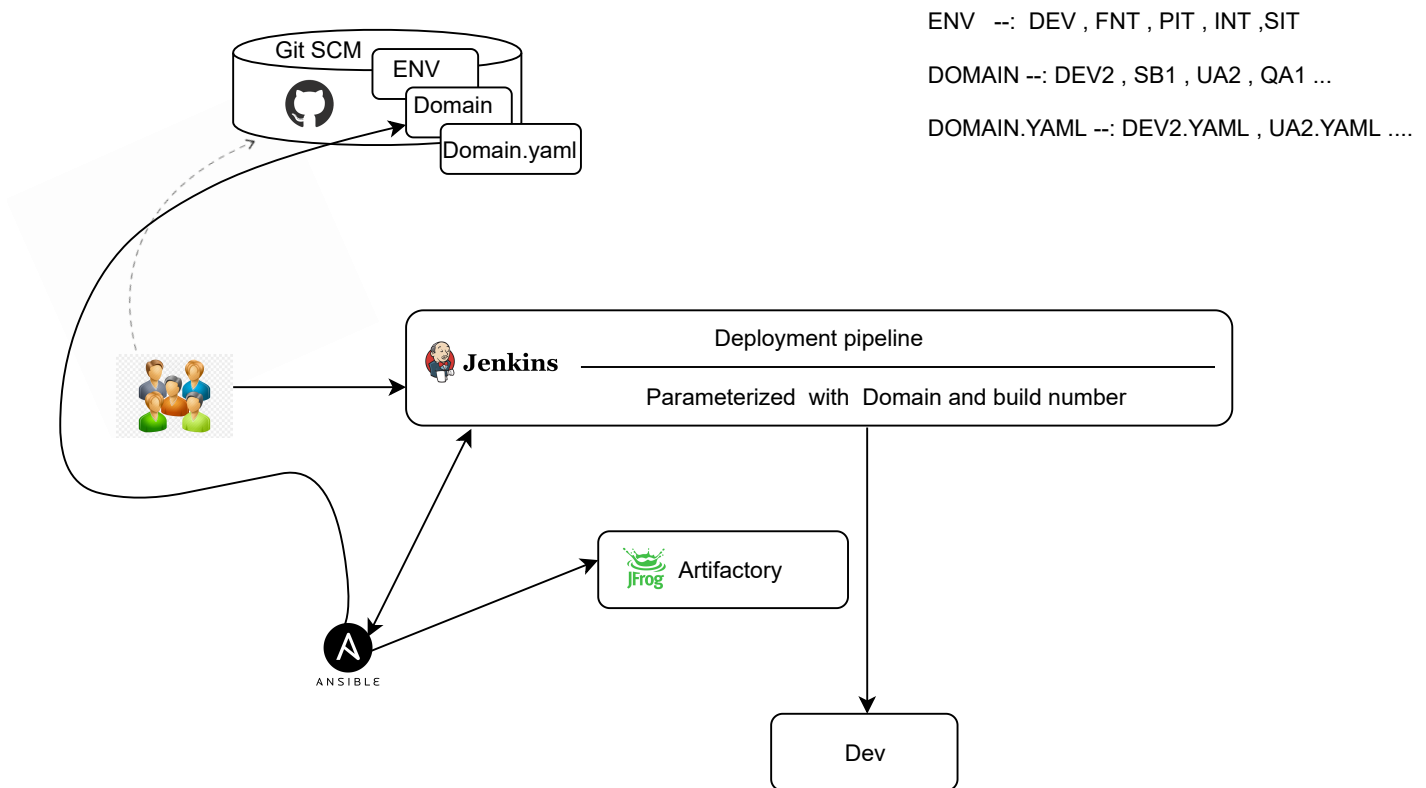 ENV --: DEV , FNT , PIT , INT ,SIT
DOMAIN --: DEV2 , SB1 , UA2 , QA1 ...
DOMAIN.YAML --: DEV2.YAML , UA2.YAML ....
Git SCM
ENV
Domain
Domain.yaml
Jenkins
Deployment pipeline
Parameterized with Domain and build number
JFrog
Artifactory
ANSIBLE
Dev